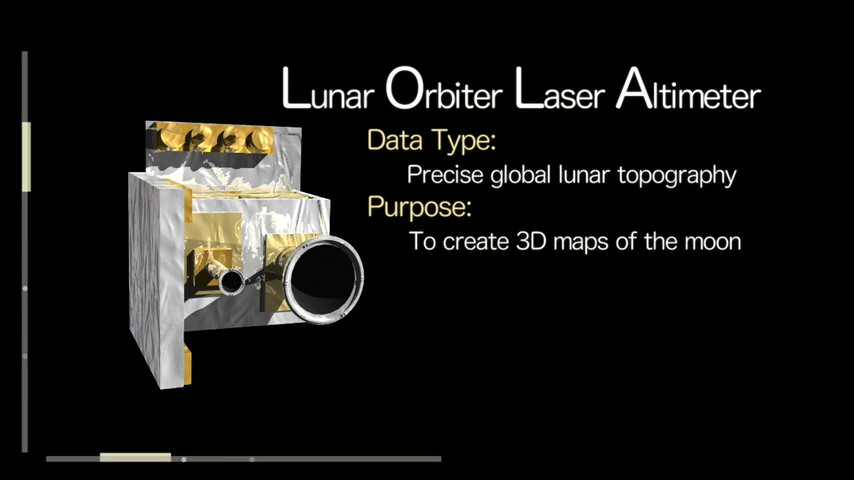 Lunar Orbiter Laser Altimeter
Data Type:
Precise global lunar topography
Purpose:
To create 3D maps of the moon